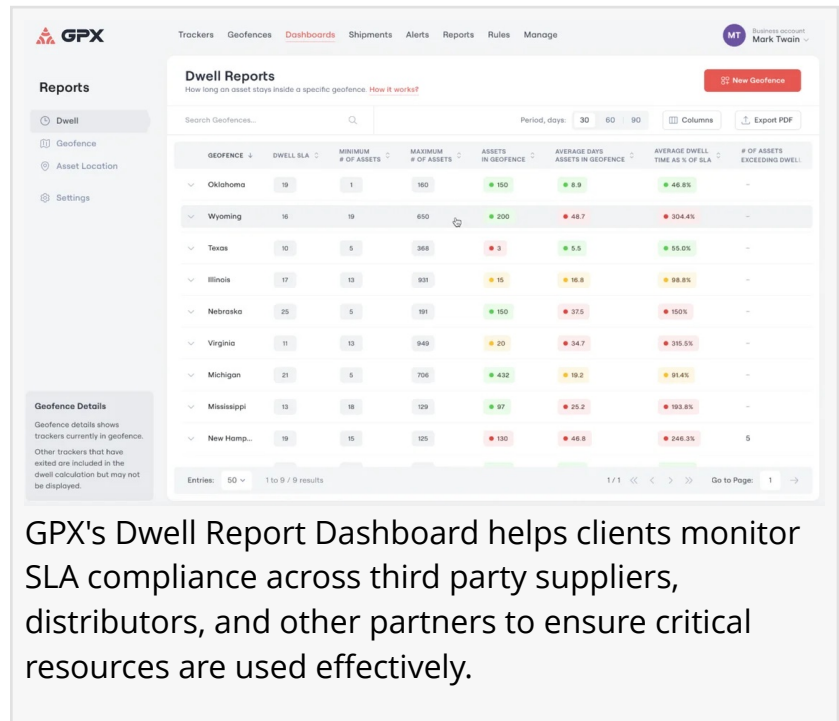 GPX
Trackers Geofences Dashboards Shipments Alerts Reports Rules Manage
MT
Business account
Mark Twain
Reports
Dwell
Geofence
Asset Location
Settings
Dwell Reports
How long an asset stays inside a specific geofence. How it works?
New Geofence
Search Geofences...
Period, days: 30 60 90
Columns
Export PDF
GEOFENCE DWELL SLA MINIMUM # OF ASSETS MAXIMUM # OF ASSETS ASSETS IN GEOFENCE AVERAGE DAYS ASSETS IN GEOFENCE AVERAGE DWELL TIME AS % OF SLA # OF ASSETS EXCEEDING DWELL
Oklahoma 19 1 160 150 8.9 46.8% –
Wyoming 16 19 650 200 48.7 304.4% –
Texas 10 5 368 3 5.5 55.0% –
Illinois 17 13 931 15 16.8 98.8% –
Nebraska 25 5 191 150 37.5 150% –
Virginia 11 13 949 20 34.7 315.5% –
Michigan 21 5 706 432 19.2 91.4% –
Mississippi 13 18 129 97 25.2 193.8% –
New Hamp... 19 15 125 130 46.8 246.3% 5
Geofence Details
Geofence details shows
trackers currently in geofence.
Other trackers that have
exited are included in the
dwell calculation but may not
be displayed.
Entries: 50 1 to 9 / 9 results
1/1 Go to Page: 1
GPX's Dwell Report Dashboard helps clients monitor
SLA compliance across third party suppliers,
distributors, and other partners to ensure critical
resources are used effectively.